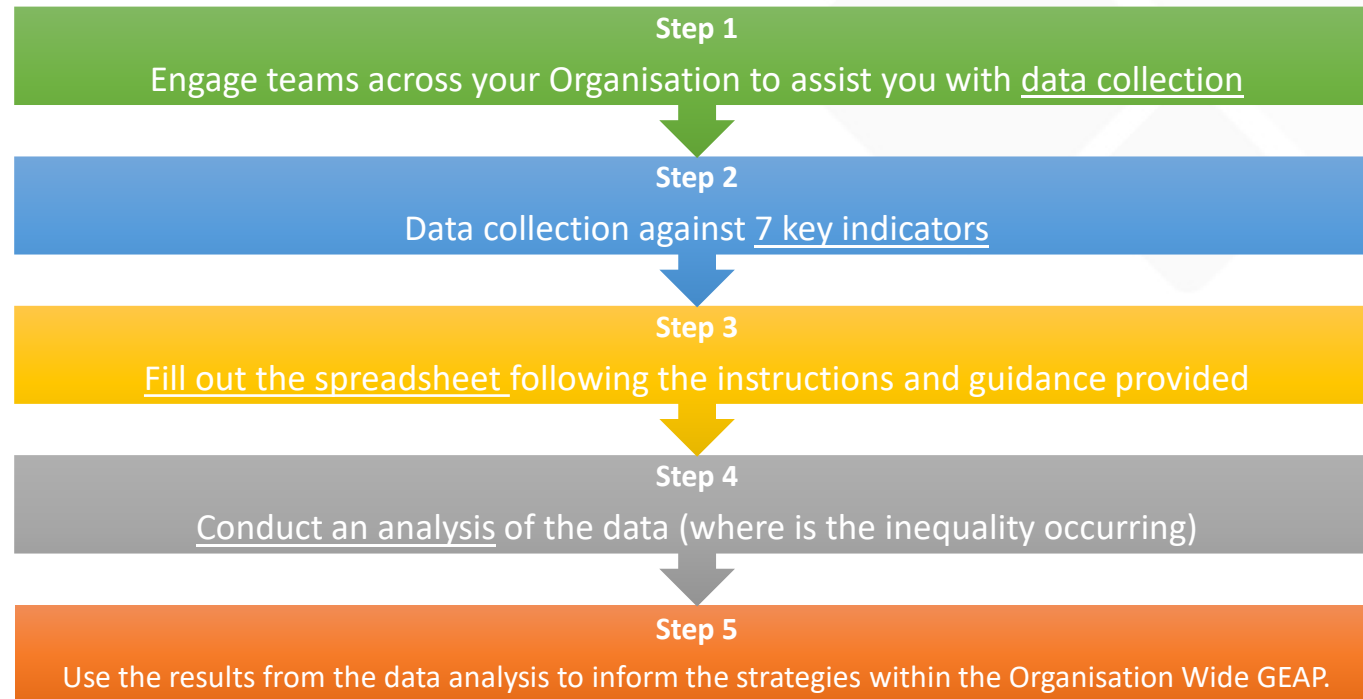 Step 1
Engage teams across your Organisation to assist you with data collection
Step 2
Data collection against 7 key indicators
Step 3
Fill out the spreadsheet following the instructions and guidance provided
Step 4
Conduct an analysis of the data (where is the inequality occurring)
Step 5
Use the results from the data analysis to inform the strategies within the Organisation Wide GEAP.